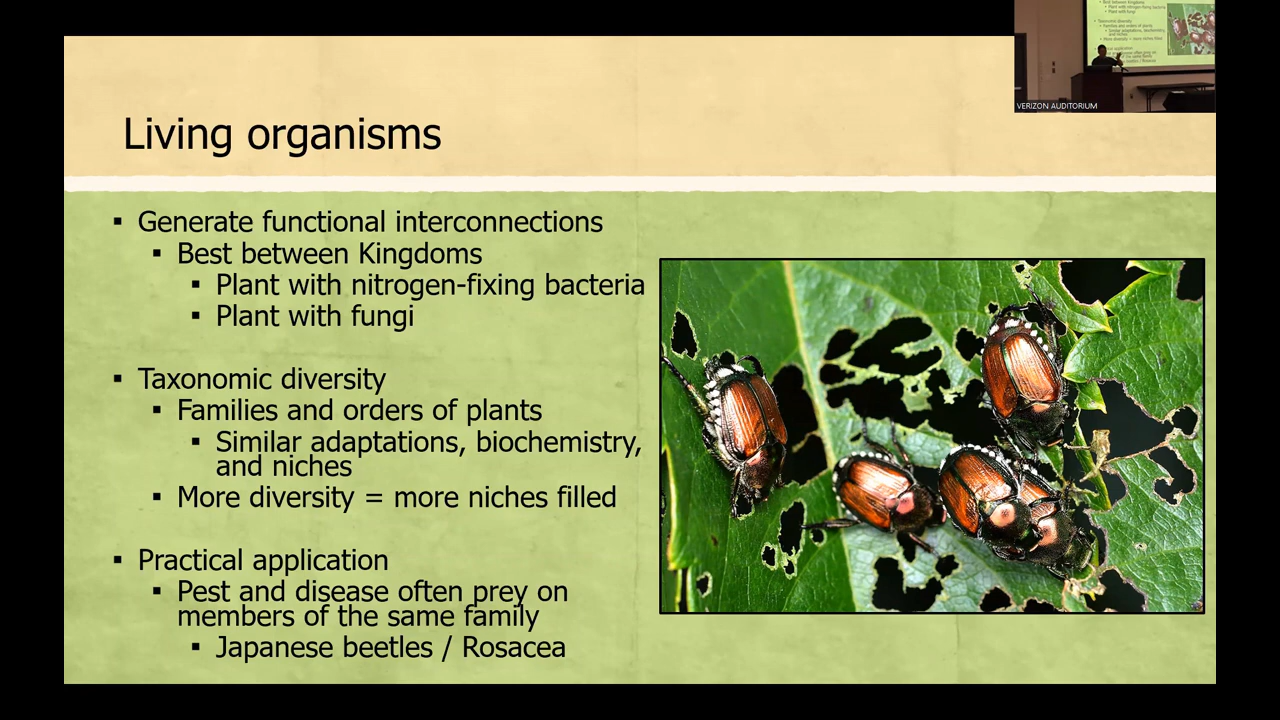 VERIZON AUDITORIUM
Living organisms
▪ Generate functional interconnections
▪ Best between Kingdoms
▪ Plant with nitrogen-fixing bacteria
▪ Plant with fungi
▪ Taxonomic diversity
▪ Families and orders of plants
▪ Similar adaptations, biochemistry,
and niches
▪ More diversity = more niches filled
▪ Practical application
▪ Pest and disease often prey on
members of the same family
▪ Japanese beetles / Rosacea